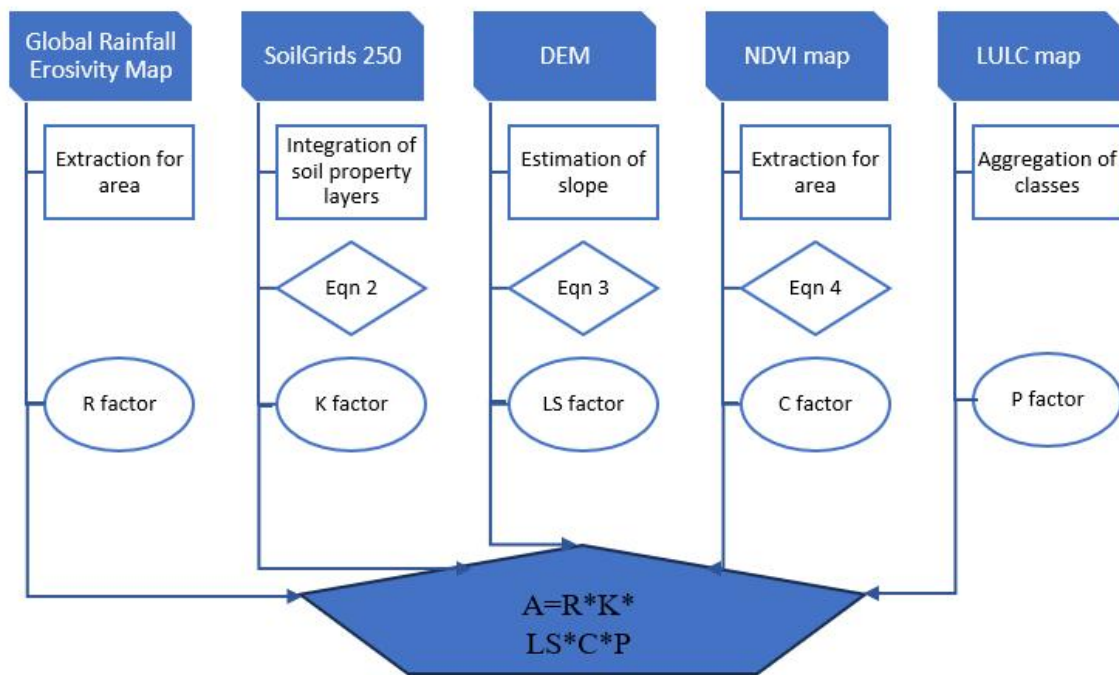 Global Rainfall
Erosivity Map
SoilGrids 250
DEM
NDVI map
LULC map
Extraction for
area
Integration of
soil property
layers
Estimation of
slope
Extraction for
area
Aggregation of
classes
Eqn 2
Eqn 3
Eqn 4
R factor
K factor
LS factor
C factor
P factor
A=R*K*
LS*C*P